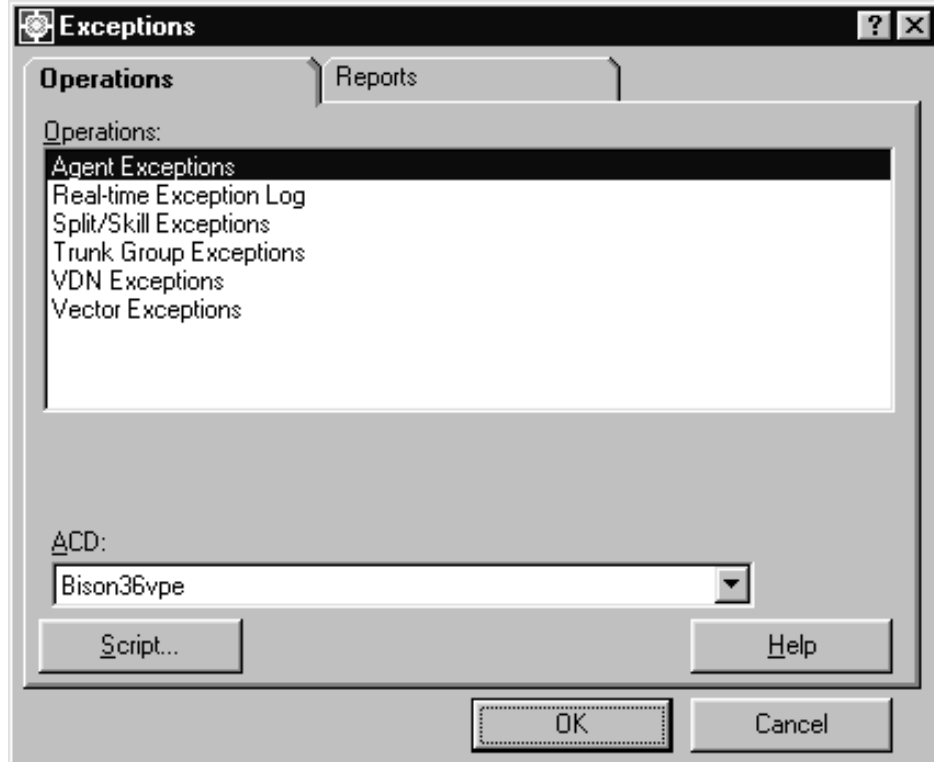 Exceptions
Operations
Reports
Operations:
Agent Exceptions
Real-time Exception Log
Split/Skill Exceptions
Trunk Group Exceptions
VDN Exceptions
Vector Exceptions
ACD:
Bison36vpe
Script...
Help
OK
Cancel